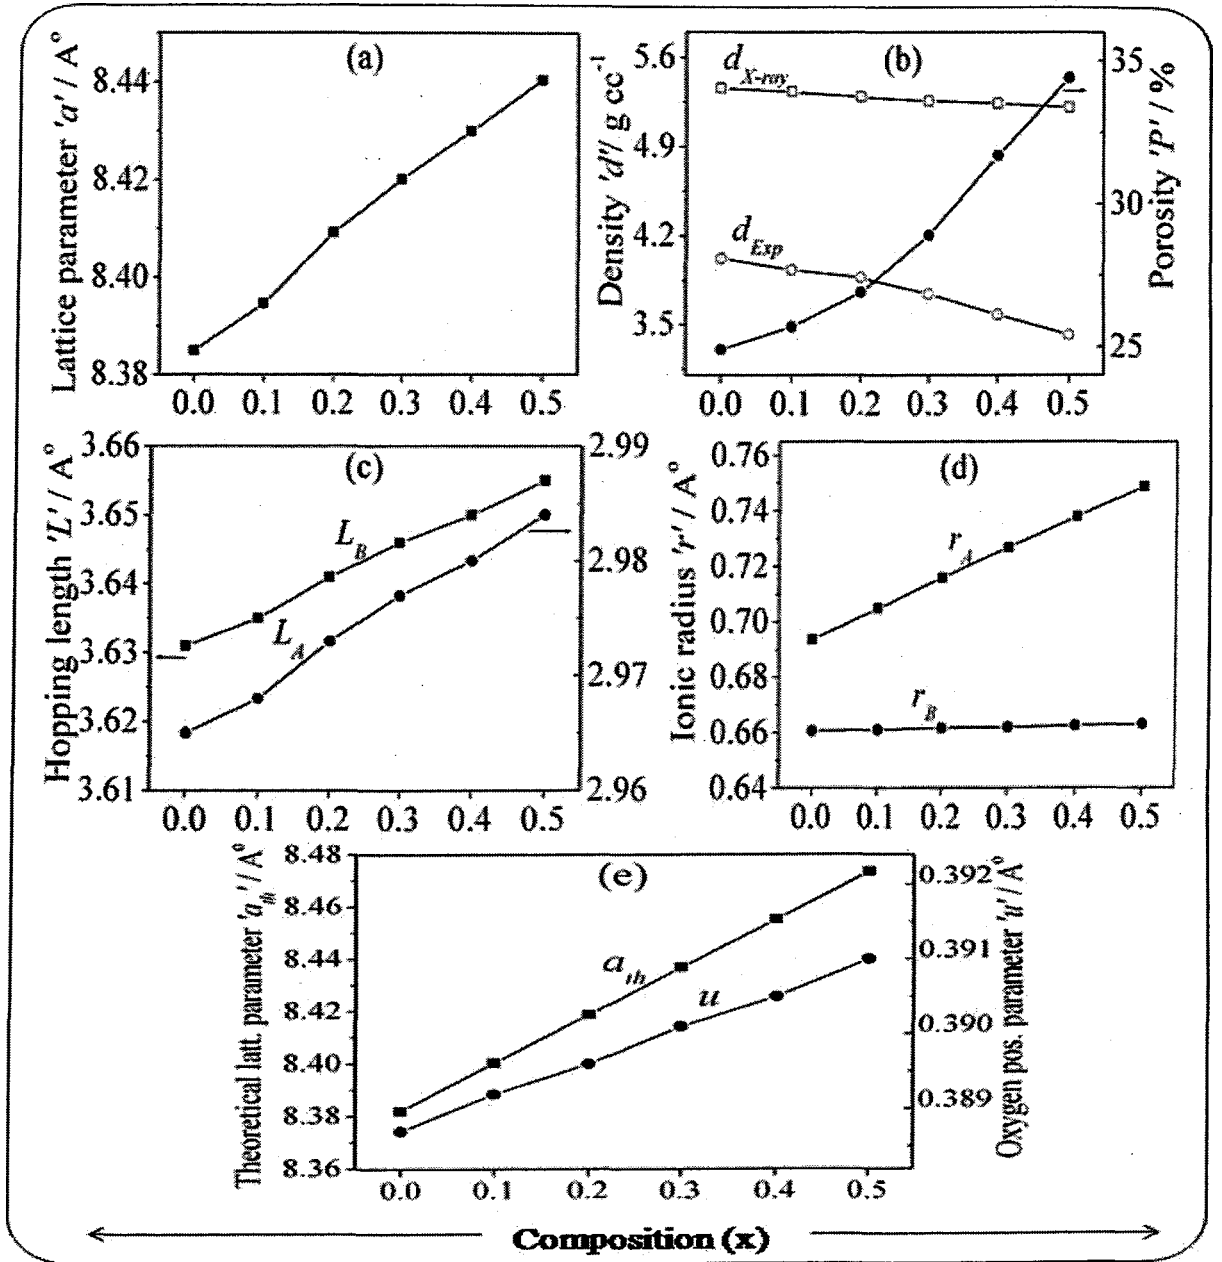 (a)
Lattice parameter 'a' / A°
8.44
8.42
8.40
8.38
0.0 0.1 0.2 0.3 0.4 0.5
(b)
Density 'd'/ g cc⁻¹
5.6
4.9
4.2
3.5
d X-ray
d Exp
Porosity 'P' / %
35
30
25
0.0 0.1 0.2 0.3 0.4 0.5
(c)
Hopping length 'L' / A°
3.66
3.65
3.64
3.63
3.62
3.61
L B
L A
2.99
2.98
2.97
2.96
0.0 0.1 0.2 0.3 0.4 0.5
(d)
Ionic radius 'r' / A°
0.76
0.74
0.72
0.70
0.68
0.66
0.64
r A
r B
0.0 0.1 0.2 0.3 0.4 0.5
(e)
Theoretical latt. parameter 'a th' / A°
8.48
8.46
8.44
8.42
8.40
8.38
8.36
a th
u
0.392
0.391
0.390
0.389
Oxygen pos. parameter 'u' / A°
0.0 0.1 0.2 0.3 0.4 0.5
Composition (x)